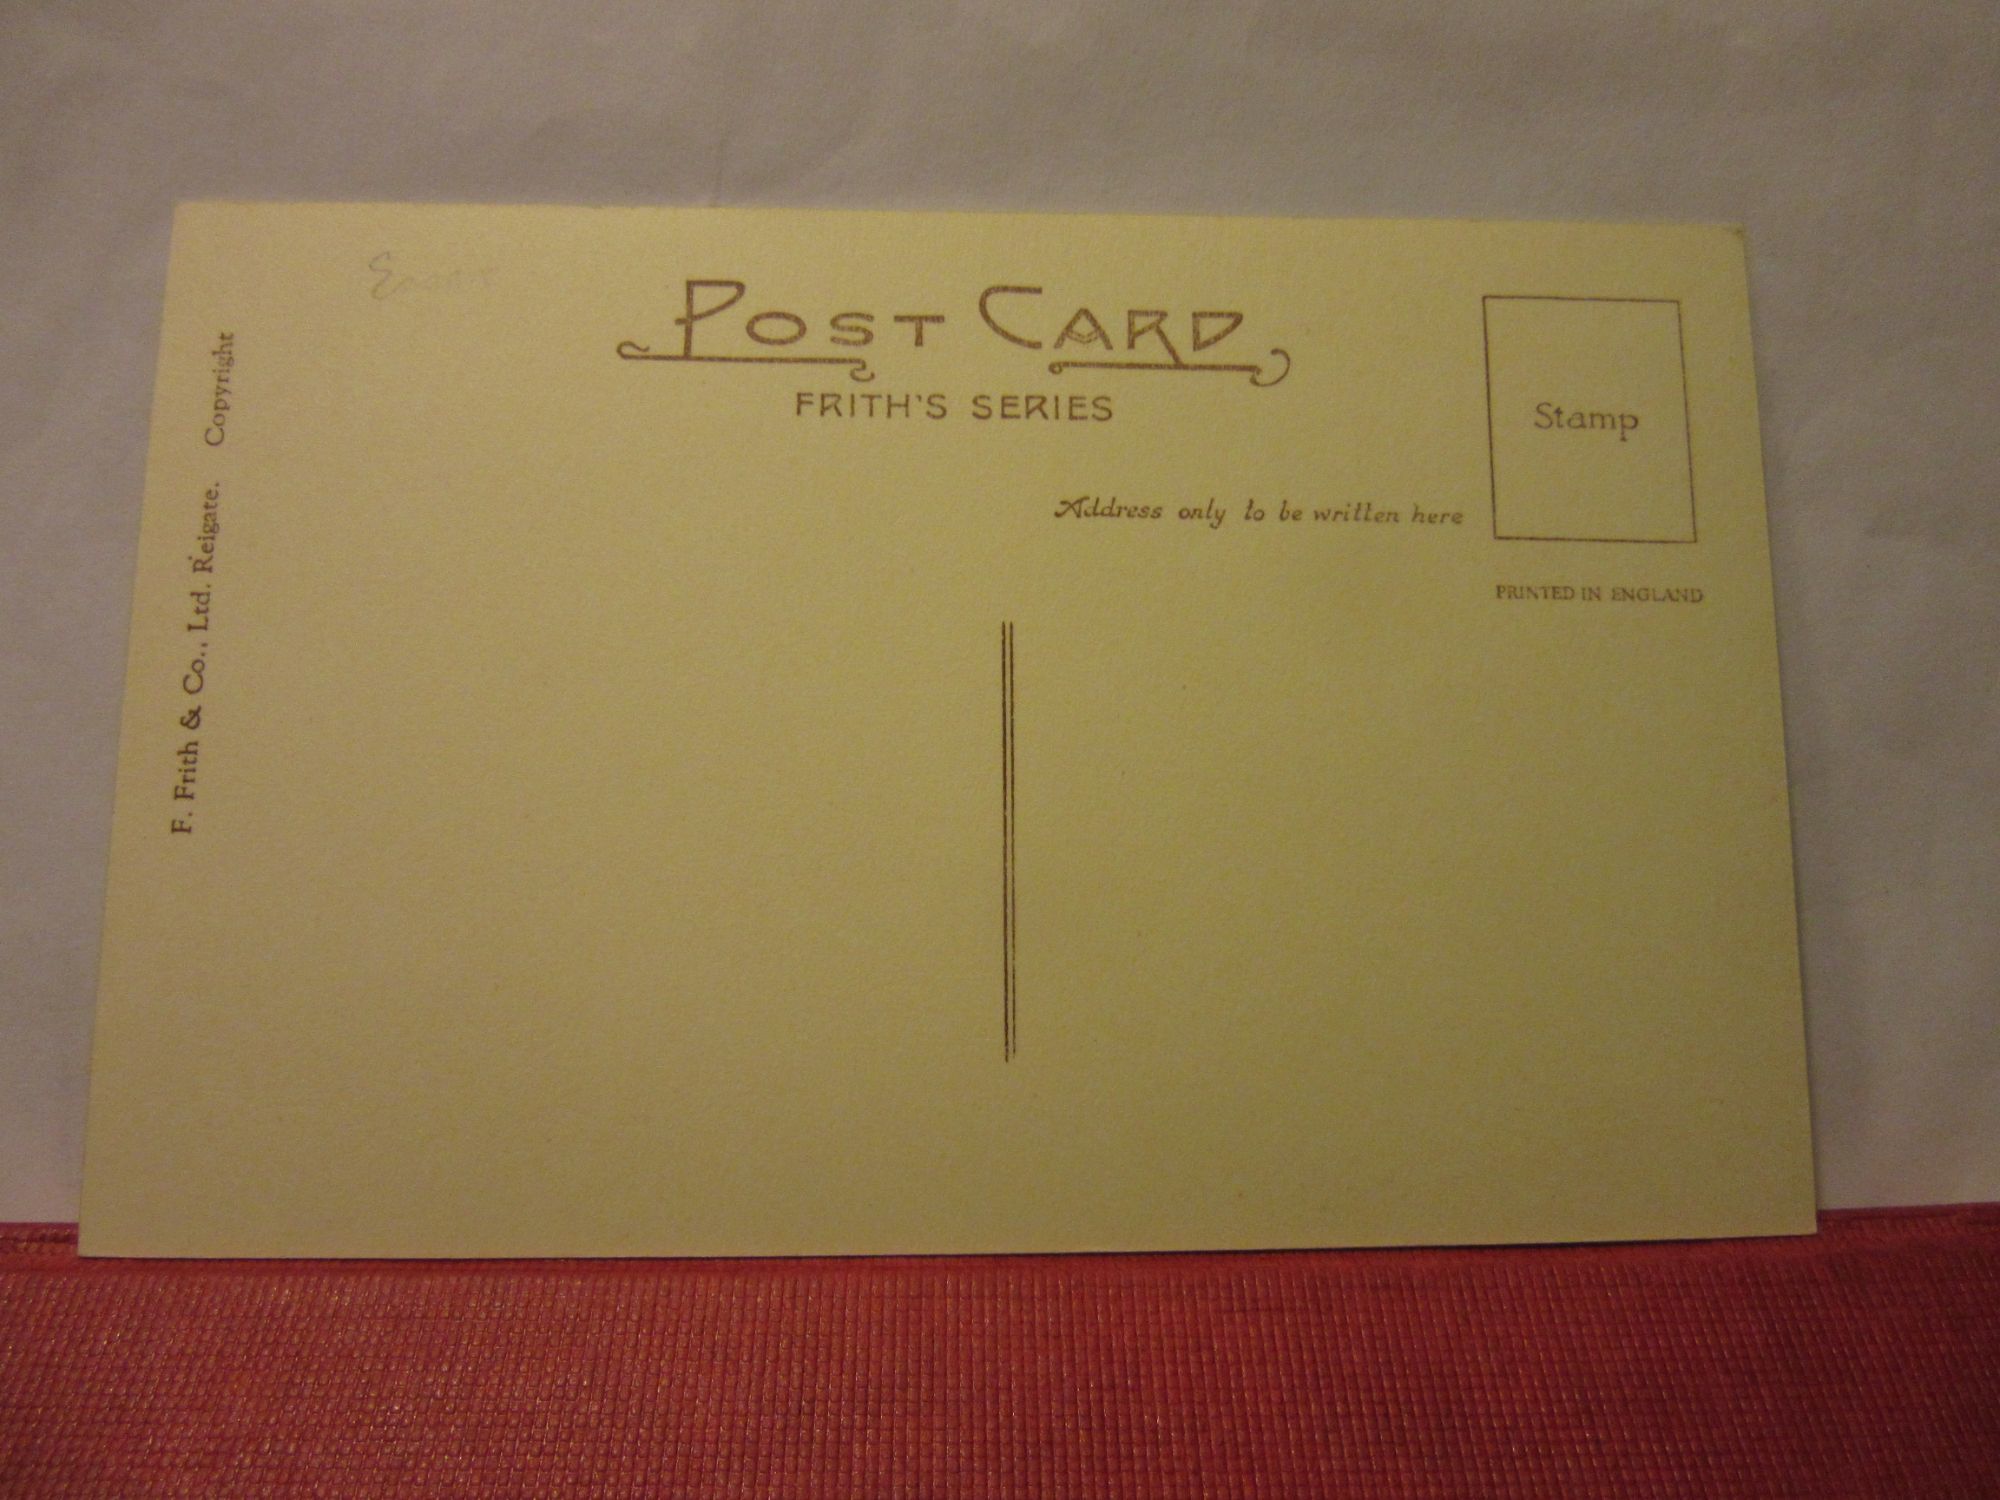 POST CARD
FRITH'S SERIES
Stamp
Address only to be written here
PRINTED IN ENGLAND
F. Frith & Co., Ltd. Reigate. Copyright